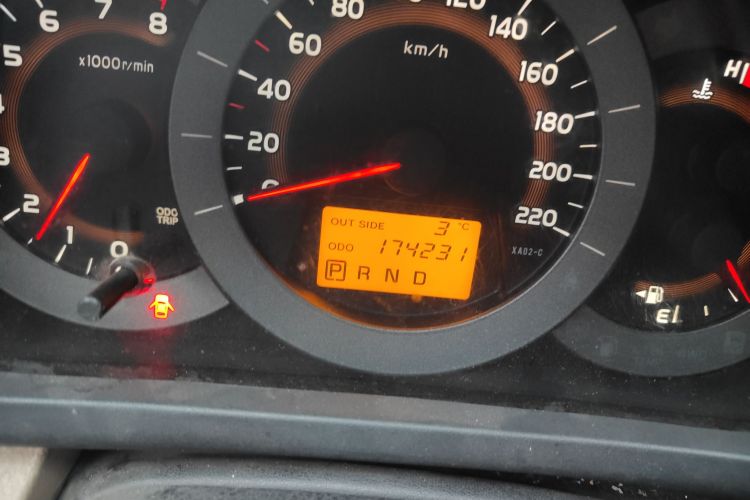 5 6 7 8
x1000r/min
4
3
2
1
0
ODO
TRIP
0 20 40 60 80 120 140 160 180 200 220
km/h
OUT SIDE 3 °C
ODO 174231
P R N D
XA02-C
H
E